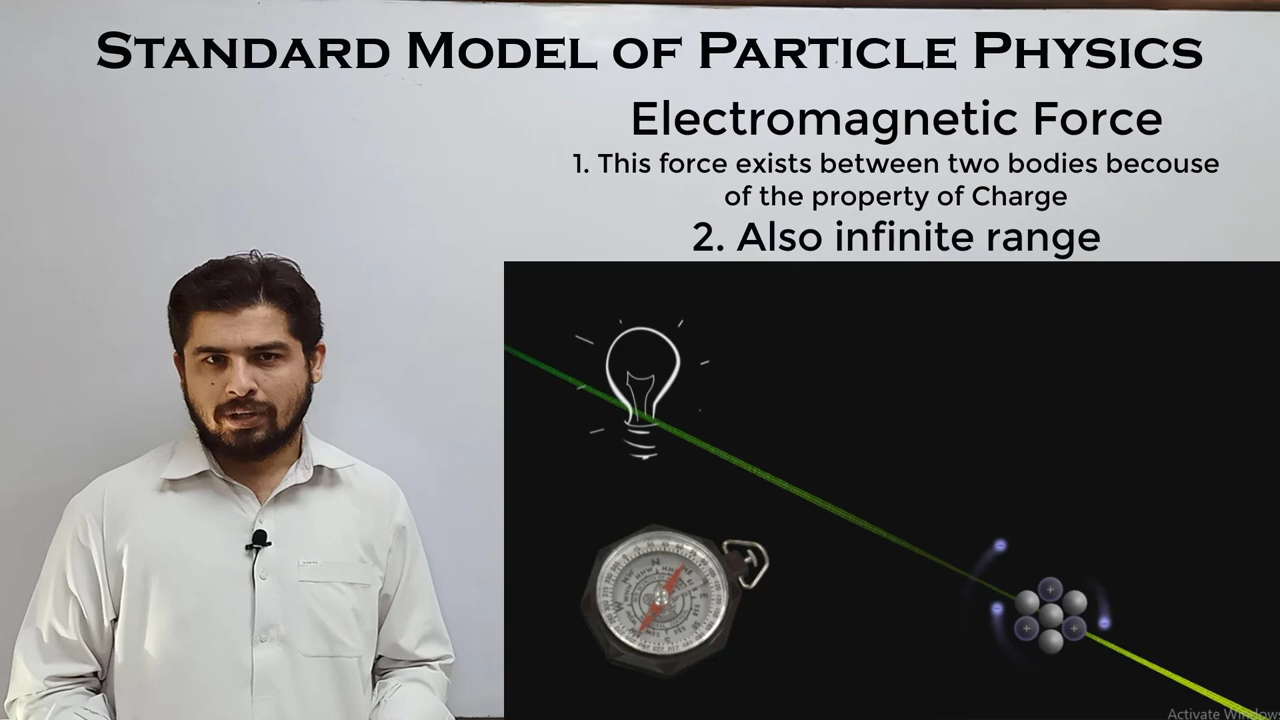 STANDARD MODEL OF PARTICLE PHYSICS
Electromagnetic Force
1. This force exists between two bodies becouse
of the property of Charge
2. Also infinite range
N
Activate Windows